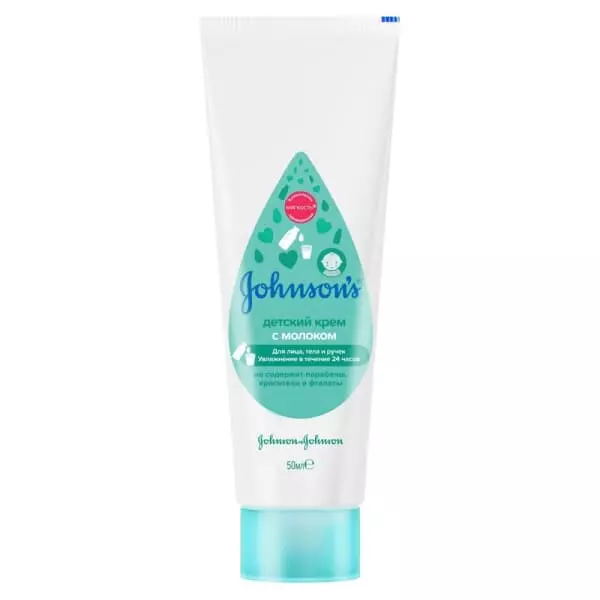 мягкость
Johnson's®
детский крем
с молоком
Для лица, тела и ручек
Увлажнение в течение 24 часов
не содержит парабены,
красители и фталаты
Johnson+Johnson
50мл℮